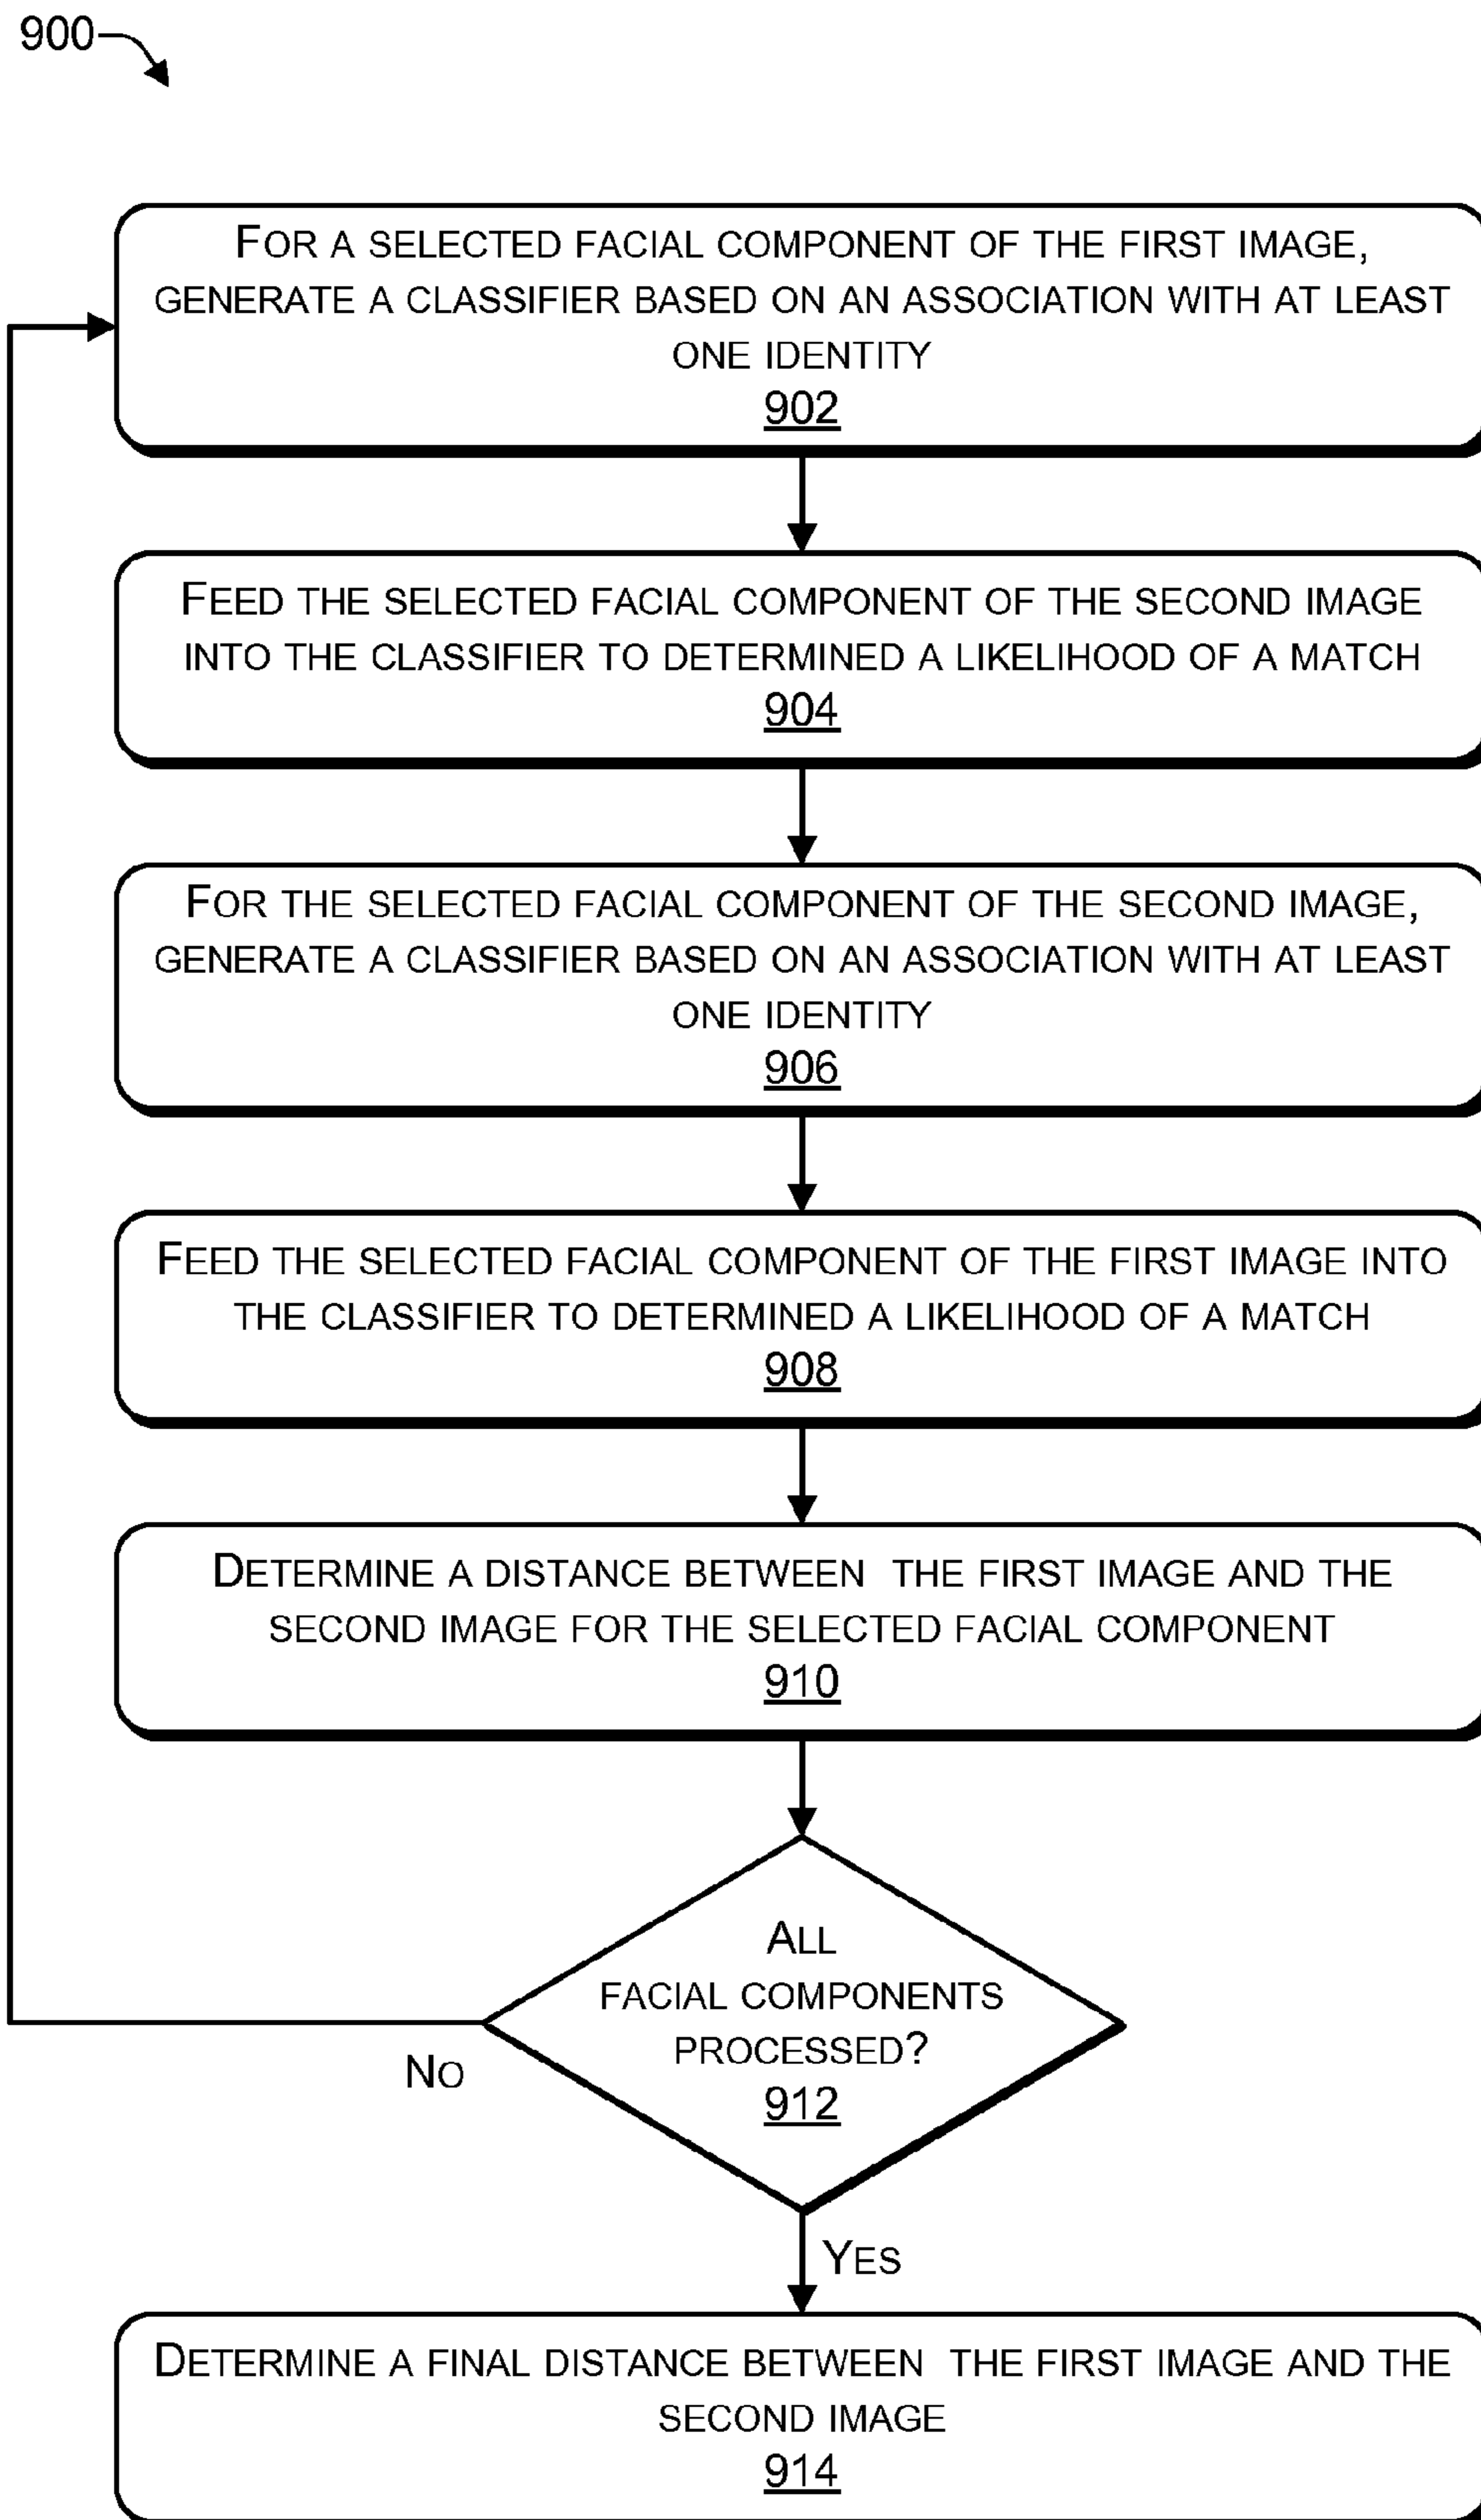 900
FOR A SELECTED FACIAL COMPONENT OF THE FIRST IMAGE,
GENERATE A CLASSIFIER BASED ON AN ASSOCIATION WITH AT LEAST
ONE IDENTITY
902
FEED THE SELECTED FACIAL COMPONENT OF THE SECOND IMAGE
INTO THE CLASSIFIER TO DETERMINED A LIKELIHOOD OF A MATCH
904
FOR THE SELECTED FACIAL COMPONENT OF THE SECOND IMAGE,
GENERATE A CLASSIFIER BASED ON AN ASSOCIATION WITH AT LEAST
ONE IDENTITY
906
FEED THE SELECTED FACIAL COMPONENT OF THE FIRST IMAGE INTO
THE CLASSIFIER TO DETERMINED A LIKELIHOOD OF A MATCH
908
DETERMINE A DISTANCE BETWEEN THE FIRST IMAGE AND THE
SECOND IMAGE FOR THE SELECTED FACIAL COMPONENT
910
ALL
FACIAL COMPONENTS
PROCESSED?
912
NO
YES
DETERMINE A FINAL DISTANCE BETWEEN THE FIRST IMAGE AND THE
SECOND IMAGE
914